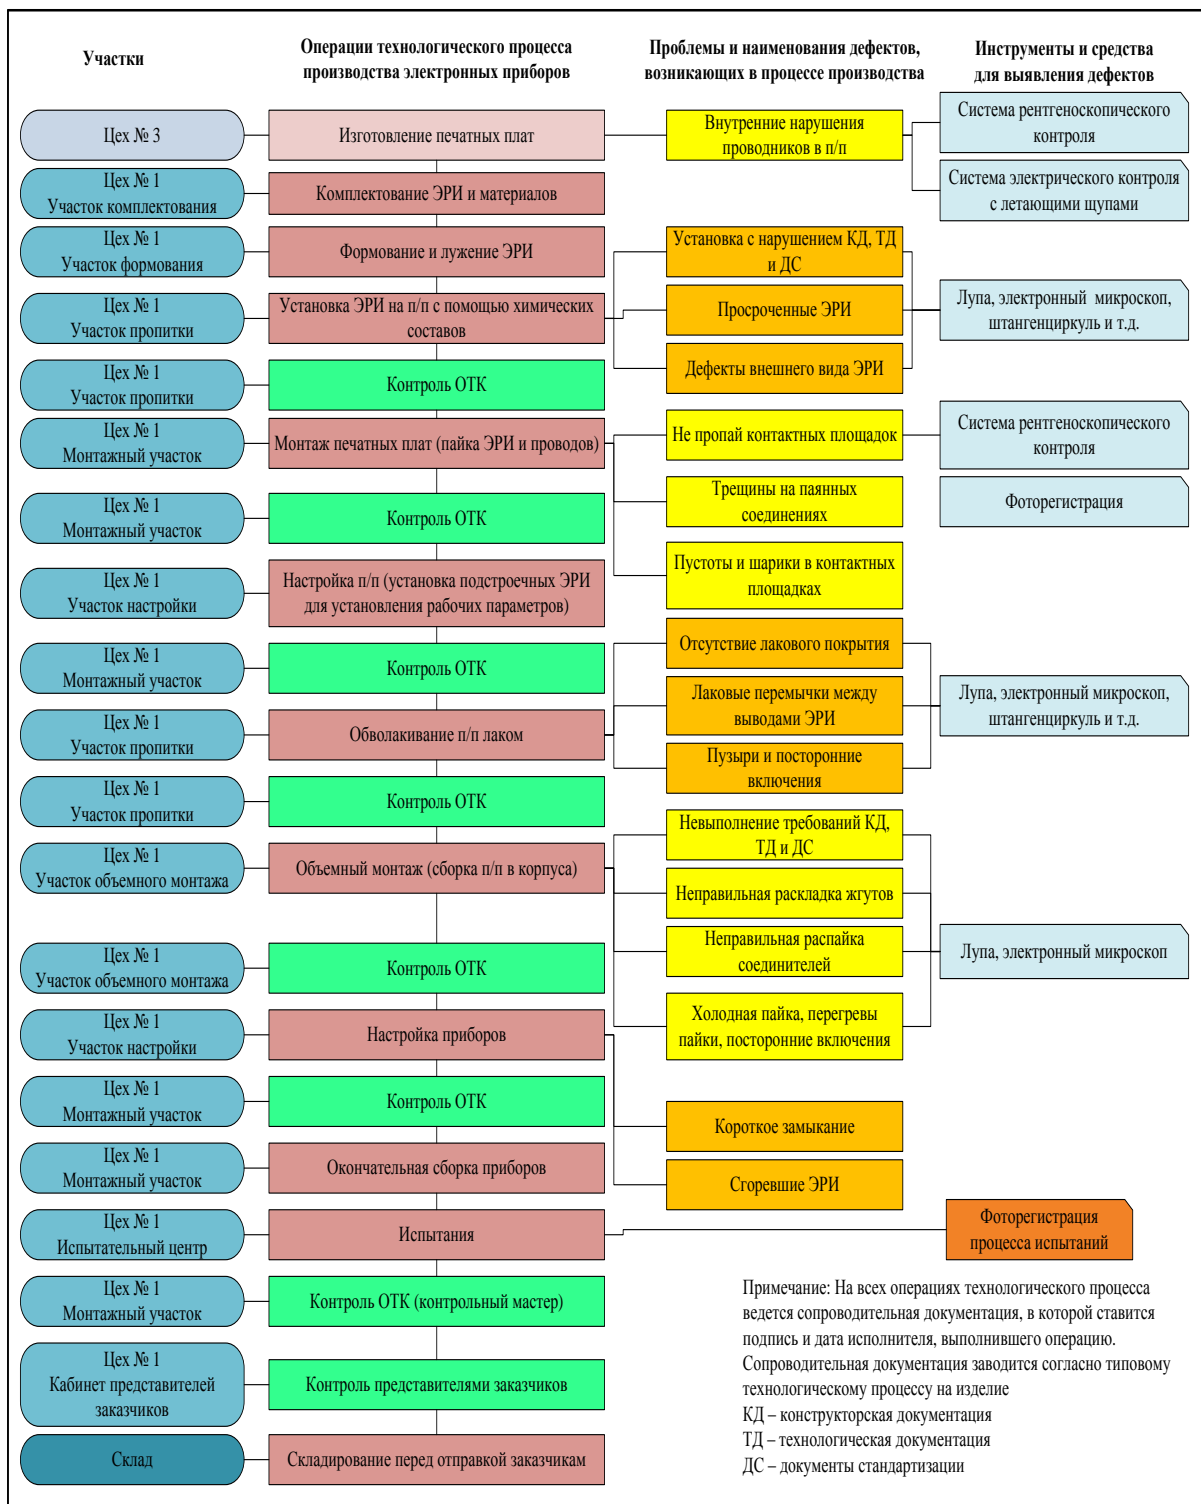 Участки
Операции технологического процесса
производства электронных приборов
Проблемы и наименования дефектов,
возникающих в процессе производства
Инструменты и средства
для выявления дефектов
Цех № 3
Изготовление печатных плат
Внутренние нарушения
проводников в п/п
Система рентгеноскопического
контроля
Цех № 1
Участок комплектования
Комплектование ЭРИ и материалов
Система электрического контроля
с летающими щупами
Цех № 1
Участок формования
Формование и лужение ЭРИ
Установка с нарушением КД, ТД
и ДС
Цех № 1
Участок пропитки
Установка ЭРИ на п/п с помощью химических
составов
Просроченные ЭРИ
Лупа, электронный микроскоп,
штангенциркуль и т.д.
Дефекты внешнего вида ЭРИ
Цех № 1
Участок пропитки
Контроль ОТК
Цех № 1
Монтажный участок
Монтаж печатных плат (пайка ЭРИ и проводов)
Не пропай контактных площадок
Система рентгеноскопического
контроля
Цех № 1
Монтажный участок
Контроль ОТК
Трещины на паянных
соединениях
Фоторегистрация
Цех № 1
Участок настройки
Настройка п/п (установка подстроечных ЭРИ
для установления рабочих параметров)
Пустоты и шарики в контактных
площадках
Цех № 1
Монтажный участок
Контроль ОТК
Отсутствие лакового покрытия
Цех № 1
Участок пропитки
Обволакивание п/п лаком
Лаковые перемычки между
выводами ЭРИ
Лупа, электронный микроскоп,
штангенциркуль и т.д.
Пузыри и посторонние
включения
Цех № 1
Участок пропитки
Контроль ОТК
Невыполнение требований КД,
ТД и ДС
Цех № 1
Участок объемного монтажа
Объемный монтаж (сборка п/п в корпуса)
Неправильная раскладка жгутов
Цех № 1
Участок объемного монтажа
Контроль ОТК
Неправильная распайка
соединителей
Лупа, электронный микроскоп
Цех № 1
Участок настройки
Настройка приборов
Холодная пайка, перегревы
пайки, посторонние включения
Цех № 1
Монтажный участок
Контроль ОТК
Короткое замыкание
Цех № 1
Монтажный участок
Окончательная сборка приборов
Сгоревшие ЭРИ
Цех № 1
Испытательный центр
Испытания
Фоторегистрация
процесса испытаний
Цех № 1
Монтажный участок
Контроль ОТК (контрольный мастер)
Цех № 1
Кабинет представителей
заказчиков
Контроль представителями заказчиков
Склад
Складирование перед отправкой заказчикам
Примечание: На всех операциях технологического процесса
ведется сопроводительная документация, в которой ставится
подпись и дата исполнителя, выполнившего операцию.
Сопроводительная документация заводится согласно типовому
технологическому процессу на изделие
КД – конструкторская документация
ТД – технологическая документация
ДС – документы стандартизации